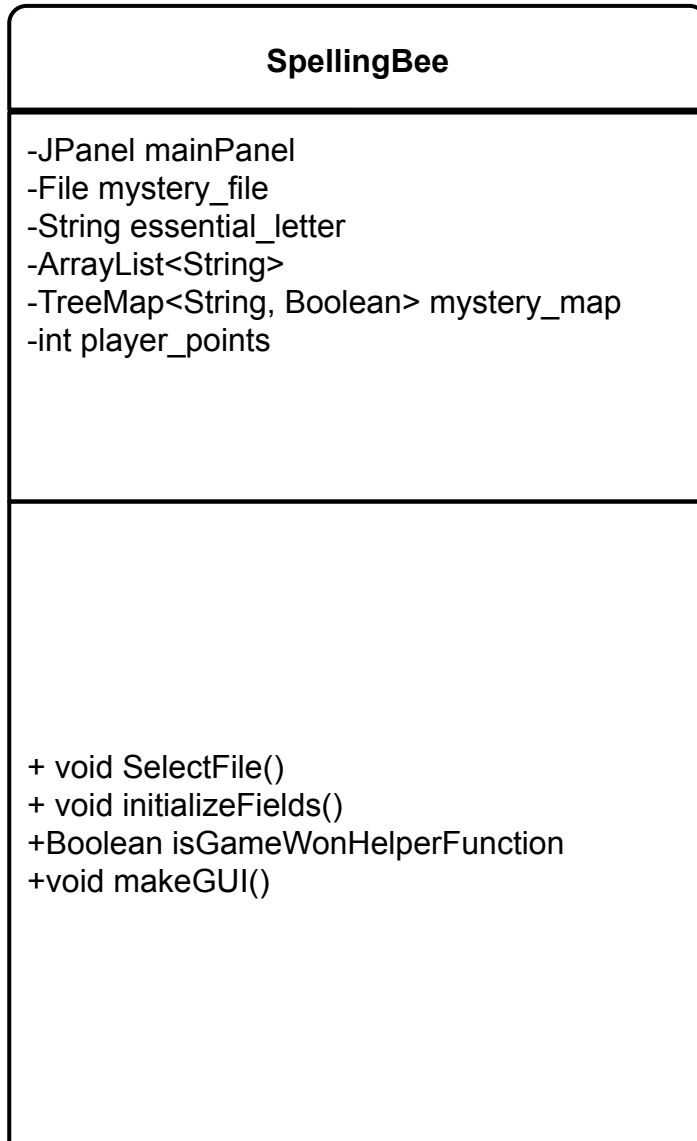 SpellingBee
-JPanel mainPanel
-File mystery_file
-String essential_letter
-ArrayList<String>
-TreeMap<String, Boolean> mystery_map
-int player_points
+ void SelectFile()
+ void initializeFields()
+Boolean isGameWonHelperFunction
+void makeGUI()